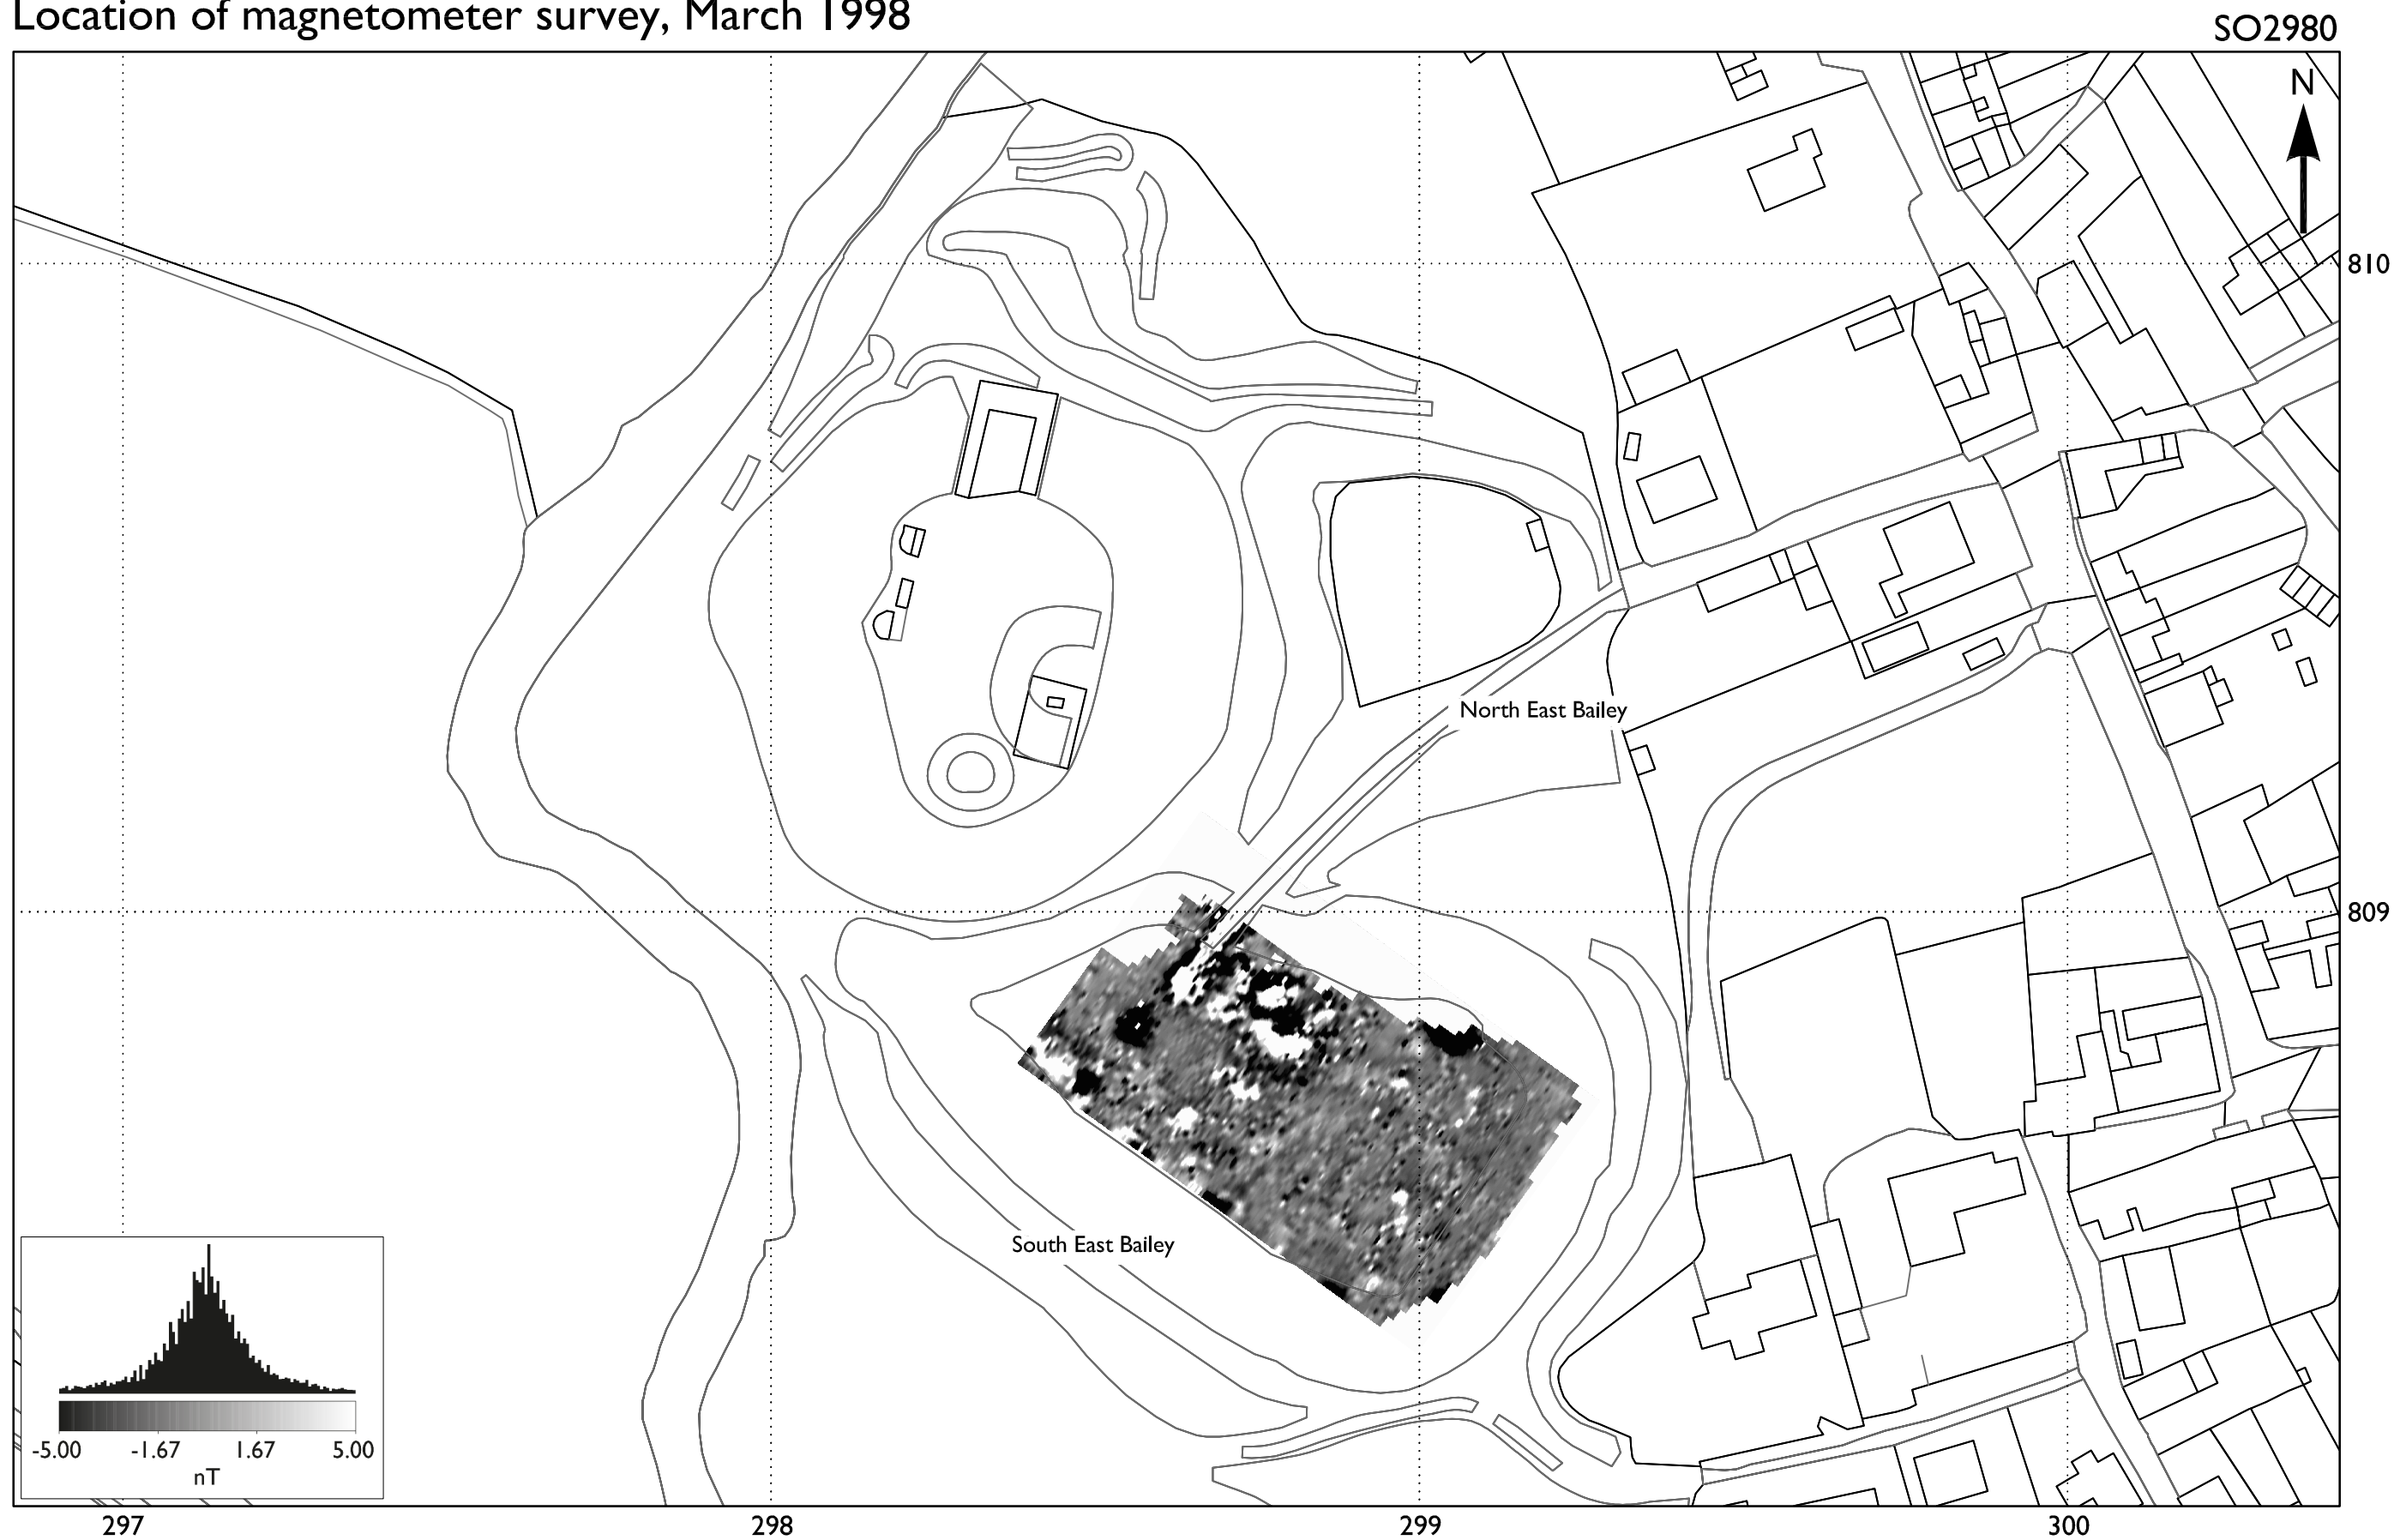 Location of magnetometer survey, March 1998
SO2980
N
810
North East Bailey
809
South East Bailey
-5.00 -1.67 1.67 5.00
nT
297 298 299 300